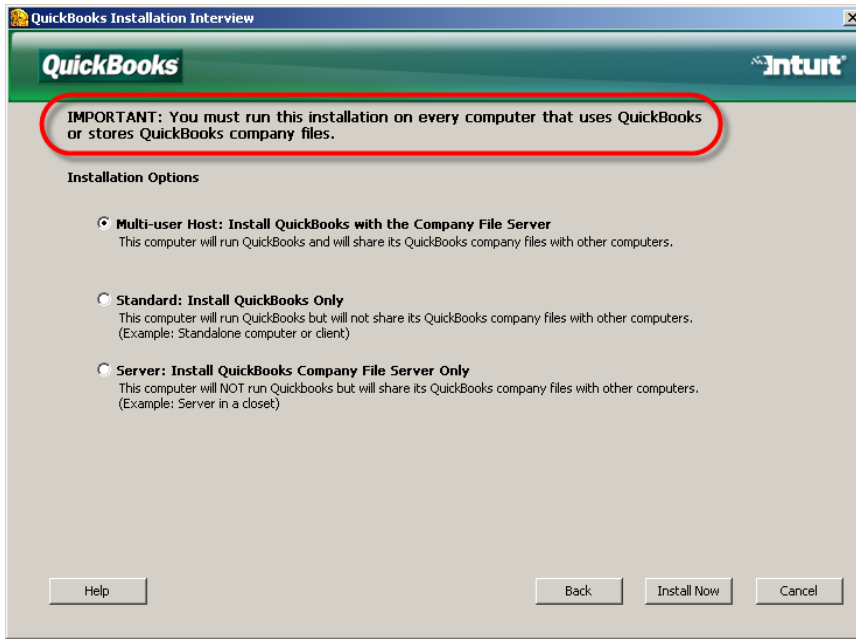 QuickBooks Installation Interview
QuickBooks
Intuit
IMPORTANT: You must run this installation on every computer that uses QuickBooks
or stores QuickBooks company files.
Installation Options
Multi-user Host: Install QuickBooks with the Company File Server
This computer will run QuickBooks and will share its QuickBooks company files with other computers.
Standard: Install QuickBooks Only
This computer will run QuickBooks but will not share its QuickBooks company files with other computers.
(Example: Standalone computer or client)
Server: Install QuickBooks Company File Server Only
This computer will NOT run Quickbooks but will share its QuickBooks company files with other computers.
(Example: Server in a closet)
Help
Back
Install Now
Cancel